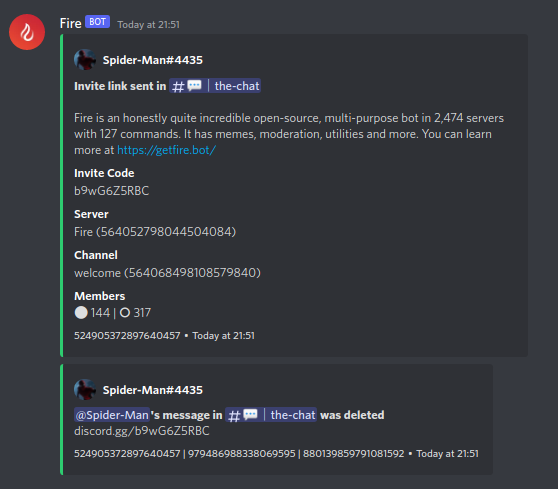 Fire BOT Today at 21:51
Spider-Man#4435
Invite link sent in #💬 | the-chat
Fire is an honestly quite incredible open-source, multi-purpose bot in 2,474 servers
with 127 commands. It has memes, moderation, utilities and more. You can learn
more at https://getfire.bot/
Invite Code
b9wG6Z5RBC
Server
Fire (564052798044504084)
Channel
welcome (564068498108579840)
Members
144 | 317
524905372897640457 • Today at 21:51
Spider-Man#4435
@Spider-Man's message in #💬 | the-chat was deleted
discord.gg/b9wG6Z5RBC
524905372897640457 | 979486988338069595 | 880139859791081592 • Today at 21:51